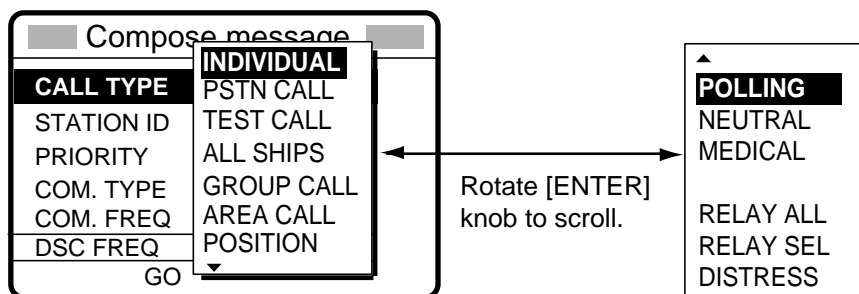 Compose message
CALL TYPE
STATION ID
PRIORITY
COM. TYPE
COM. FREQ
DSC FREQ
GO
INDIVIDUAL
PSTN CALL
TEST CALL
ALL SHIPS
GROUP CALL
AREA CALL
POSITION
Rotate [ENTER]
knob to scroll.
POLLING
NEUTRAL
MEDICAL
RELAY ALL
RELAY SEL
DISTRESS